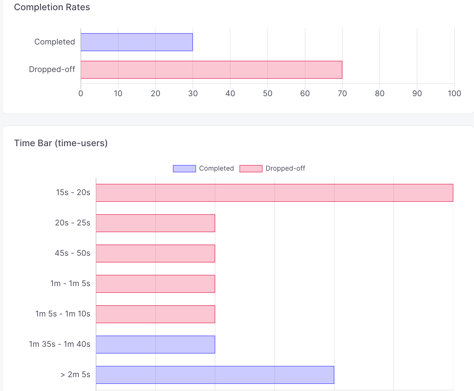 Completion Rates
Completed
Dropped-off
0 10 20 30 40 50 60 70 80 90 100
Time Bar (time-users)
Completed Dropped-off
15s - 20s
20s - 25s
45s - 50s
1m - 1m 5s
1m 5s - 1m 10s
1m 35s - 1m 40s
> 2m 5s